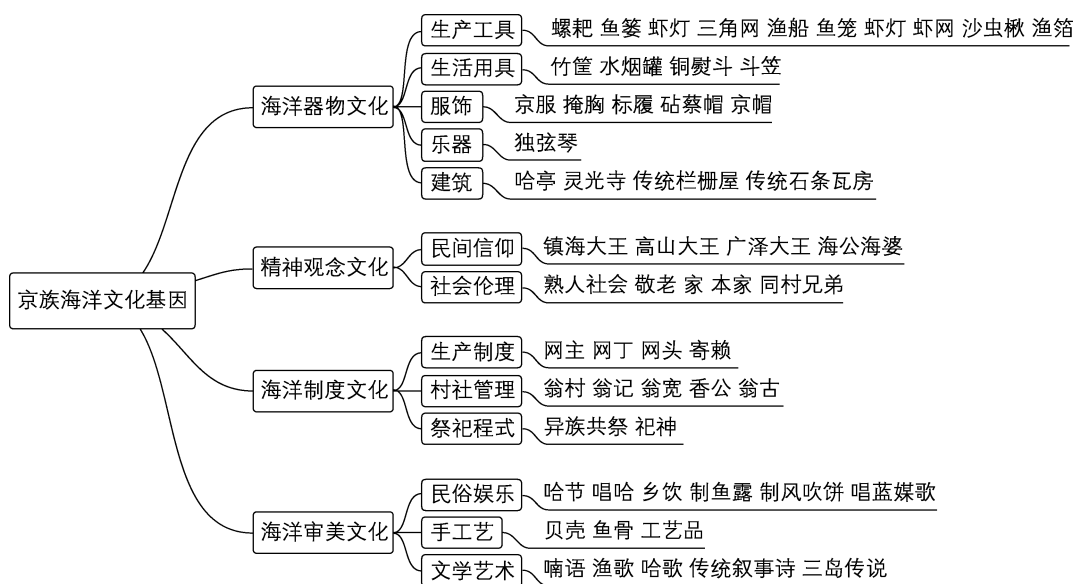 京族海洋文化基因
海洋器物文化
生产工具 螺耙 鱼篓 虾灯 三角网 渔船 鱼笼 虾灯 虾网 沙虫楸 渔箔
生活用具 竹筐 水烟罐 铜熨斗 斗笠
服饰 京服 掩胸 标履 砧蔡帽 京帽
乐器 独弦琴
建筑 哈亭 灵光寺 传统栏栅屋 传统石条瓦房
精神观念文化
民间信仰 镇海大王 高山大王 广泽大王 海公海婆
社会伦理 熟人社会 敬老 家 本家 同村兄弟
海洋制度文化
生产制度 网主 网丁 网头 寄赖
村社管理 翁村 翁记 翁宽 香公 翁古
祭祀程式 异族共祭 祀神
海洋审美文化
民俗娱乐 哈节 唱哈 乡饮 制鱼露 制风吹饼 唱蓝媒歌
手工艺 贝壳 鱼骨 工艺品
文学艺术 喃语 渔歌 哈歌 传统叙事诗 三岛传说